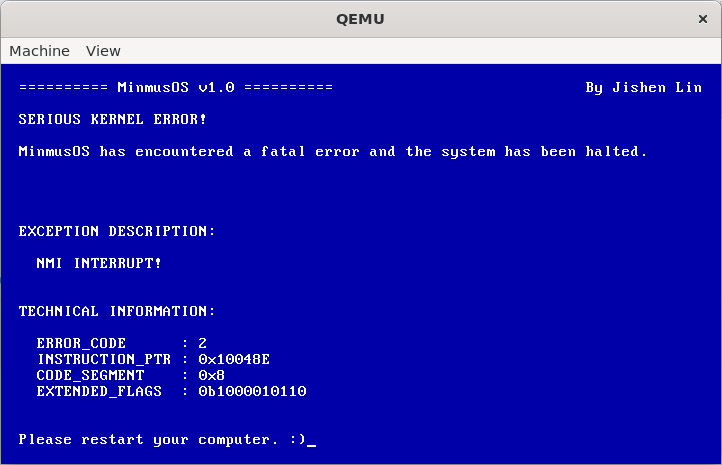 QEMU ×
Machine View
========== MinmusOS v1.0 ========== By Jishen Lin
SERIOUS KERNEL ERROR!
MinmusOS has encountered a fatal error and the system has been halted.
EXCEPTION DESCRIPTION:
NMI INTERRUPT!
TECHNICAL INFORMATION:
ERROR_CODE : 2
INSTRUCTION_PTR : 0x10048E
CODE_SEGMENT : 0x8
EXTENDED_FLAGS : 0b1000010110
Please restart your computer. :)_